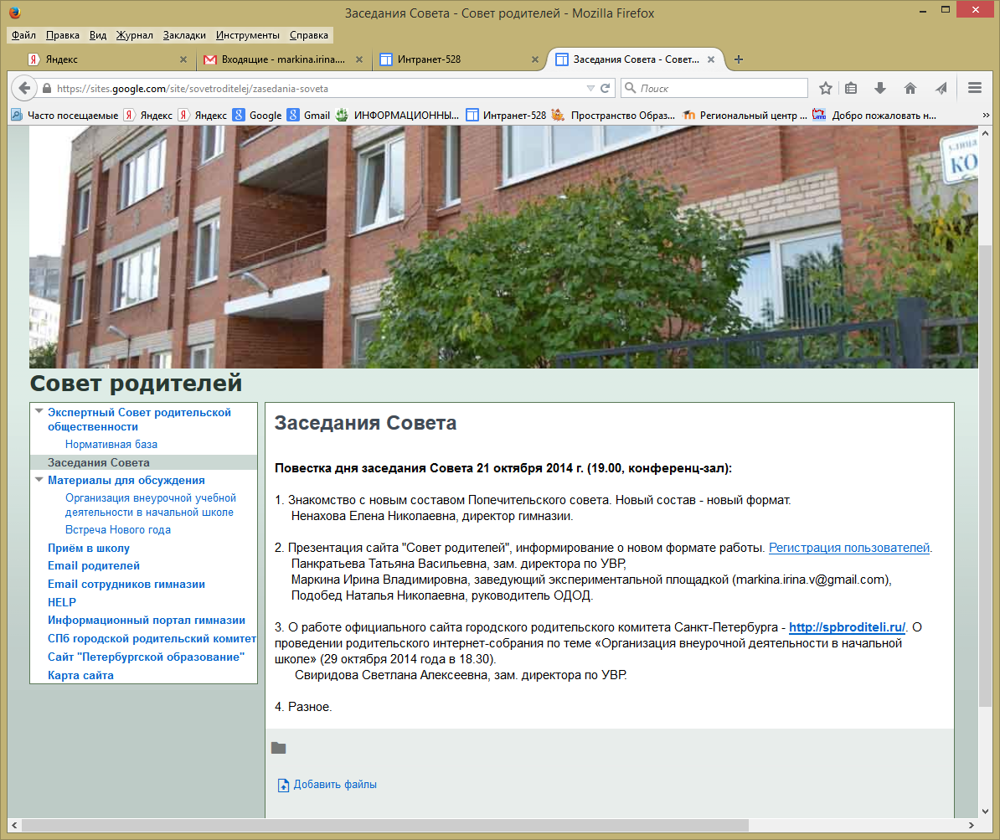 Заседания Совета - Совет родителей - Mozilla Firefox
Файл Правка Вид Журнал Закладки Инструменты Справка
Яндекс
Входящие - markina.irina....
Интранет-528
Заседания Совета - Совет...
https://sites.google.com/site/sovetroditelej/zasedania-soveta
Поиск
Часто посещаемые Яндекс Яндекс Google Gmail ИНФОРМАЦИОННЫ... Интранет-528 Пространство Образ... Региональный центр ... Добро пожаловать н...
улица
КО
Совет родителей
Экспертный Совет родительской
общественности
Нормативная база
Заседания Совета
Материалы для обсуждения
Организация внеурочной учебной
деятельности в начальной школе
Встреча Нового года
Приём в школу
Email родителей
Email сотрудников гимназии
HELP
Информационный портал гимназии
СПб городской родительский комитет
Сайт "Петербургской образование"
Карта сайта
Заседания Совета
Повестка дня заседания Совета 21 октября 2014 г. (19.00, конференц-зал):
1. Знакомство с новым составом Попечительского совета. Новый состав - новый формат.
Ненахова Елена Николаевна, директор гимназии.
2. Презентация сайта "Совет родителей", информирование о новом формате работы. Регистрация пользователей.
Панкратьева Татьяна Васильевна, зам. директора по УВР,
Маркина Ирина Владимировна, заведующий экспериментальной площадкой (markina.irina.v@gmail.com),
Подобед Наталья Николаевна, руководитель ОДОД.
3. О работе официального сайта городского родительского комитета Санкт-Петербурга - http://spbroditeli.ru/. О
проведении родительского интернет-собрания по теме «Организация внеурочной деятельности в начальной
школе» (29 октября 2014 года в 18.30).
Свиридова Светлана Алексеевна, зам. директора по УВР.
4. Разное.
Добавить файлы